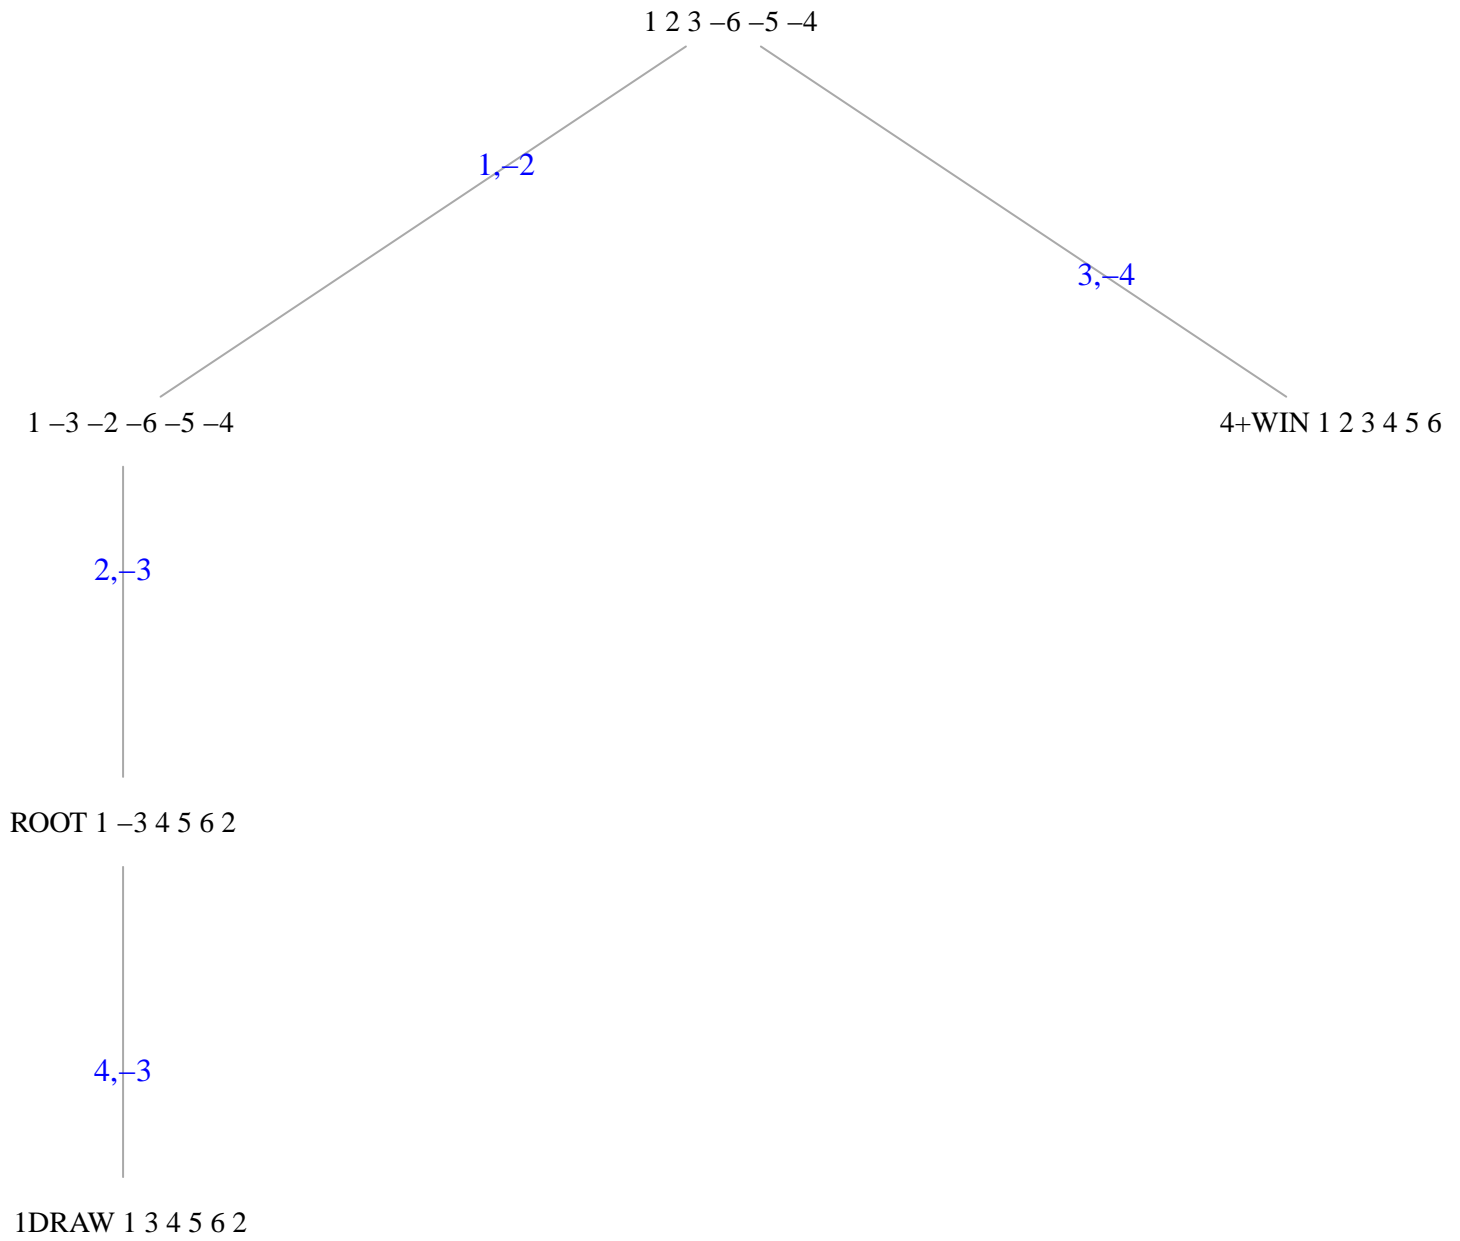 1 2 3 –6 –5 –4
1,–2
3,–4
1 –3 –2 –6 –5 –4
4+WIN 1 2 3 4 5 6
2,–3
ROOT 1 –3 4 5 6 2
4,–3
1DRAW 1 3 4 5 6 2